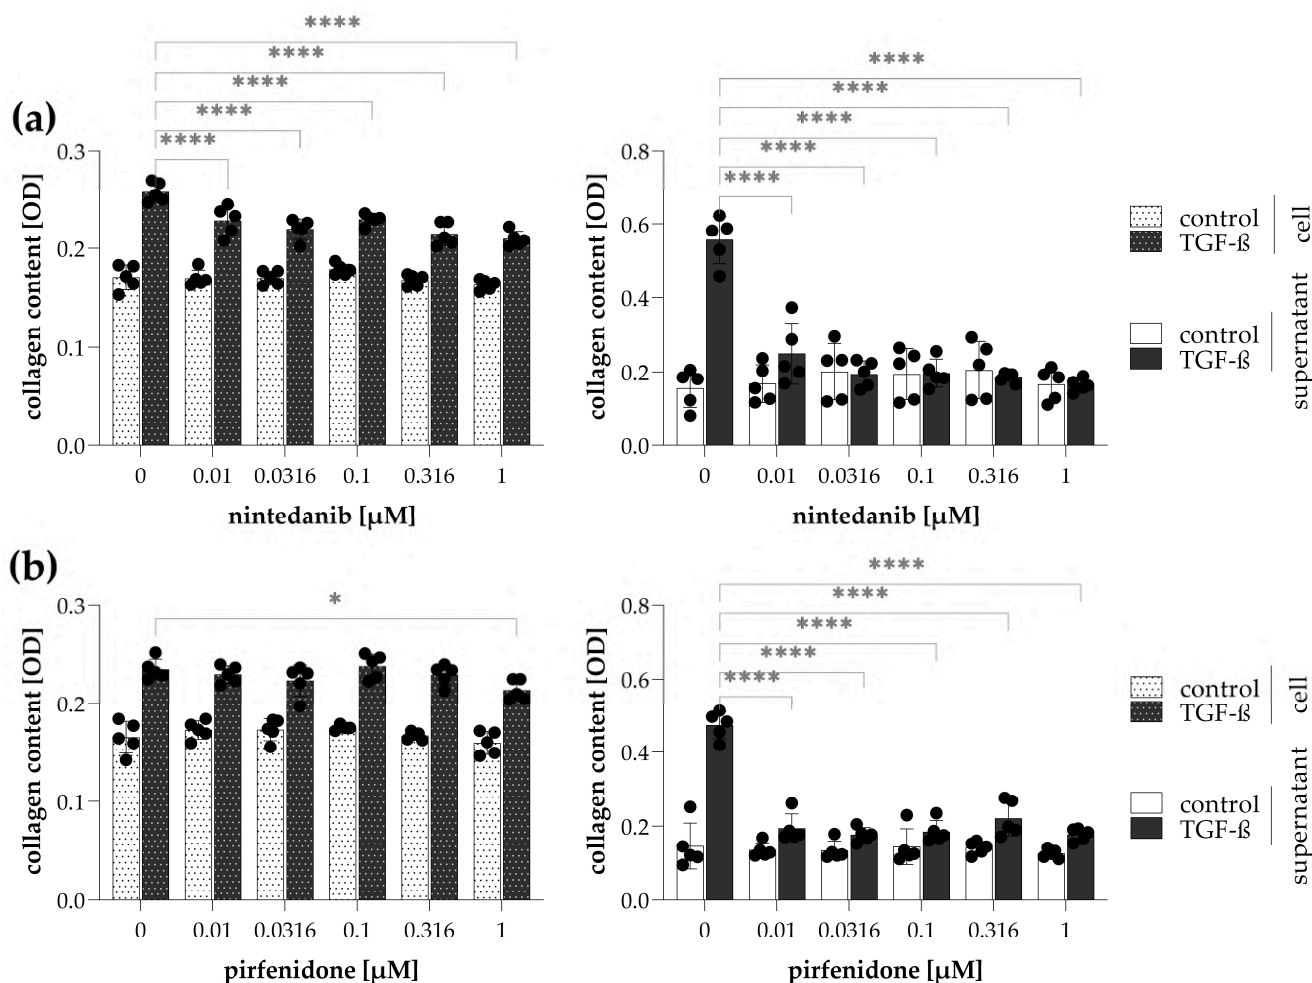 (a)
**** 
****
****
****
****
collagen content [OD]
0.3
0.2
0.1
0.0
0 0.01 0.0316 0.1 0.316 1
nintedanib [µM]
****
****
****
****
****
collagen content [OD]
0.8
0.6
0.4
0.2
0.0
0 0.01 0.0316 0.1 0.316 1
nintedanib [µM]
control
TGF-ß
cell
control
TGF-ß
supernatant
(b)
*
collagen content [OD]
0.3
0.2
0.1
0.0
0 0.01 0.0316 0.1 0.316 1
pirfenidone [µM]
****
****
****
****
****
collagen content [OD]
0.8
0.6
0.4
0.2
0.0
0 0.01 0.0316 0.1 0.316 1
pirfenidone [µM]
control
TGF-ß
cell
control
TGF-ß
supernatant